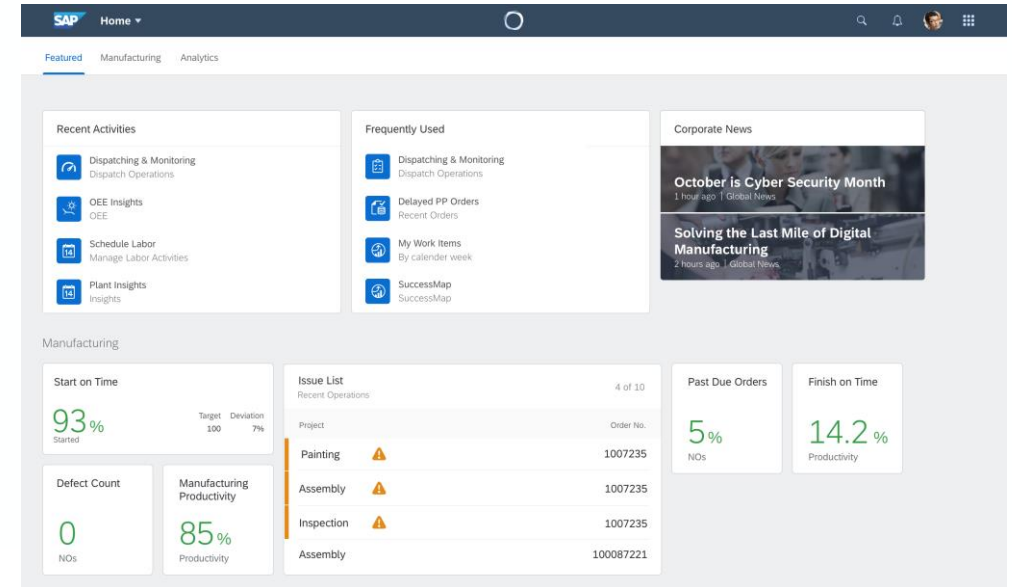 SAP Home
Featured Manufacturing Analytics
Recent Activities
Dispatching & Monitoring
Dispatch Operations
OEE Insights
OEE
Schedule Labor
Manage Labor Activities
14
Plant Insights
Insights
14
Frequently Used
Dispatching & Monitoring
Dispatch Operations
Delayed PP Orders
Recent Orders
My Work Items
By calender week
SuccessMap
SuccessMap
Corporate News
October is Cyber Security Month
1 hour ago | Global News
Solving the Last Mile of Digital
Manufacturing
2 hours ago | Global News
Manufacturing
Start on Time
93%
Started
Target Deviation
100 7%
Defect Count
0
NOs
Manufacturing
Productivity
85%
Productivity
Issue List
Recent Operations
4 of 10
Project Order No.
Painting 1007235
Assembly 1007235
Inspection 1007235
Assembly 100087221
Past Due Orders
5%
NOs
Finish on Time
14.2%
Productivity